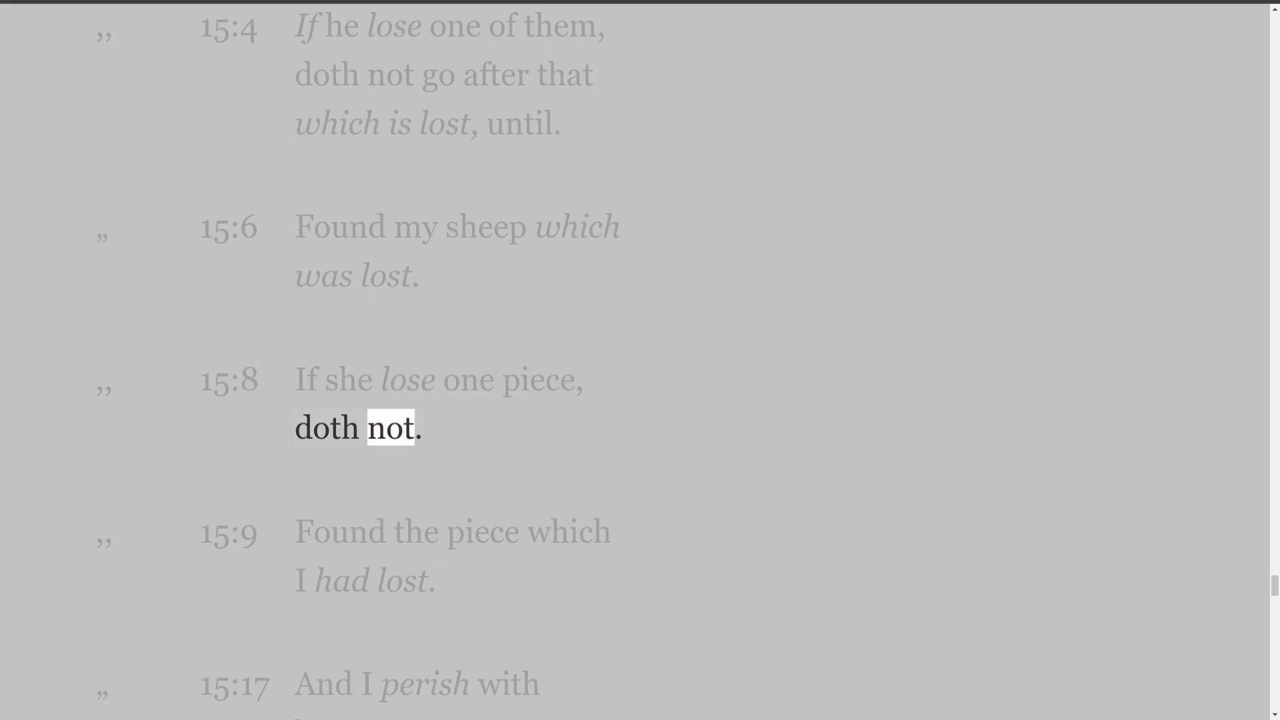 ,, 15:4 If he lose one of them,
doth not go after that
which is lost, until.
„ 15:6 Found my sheep which
was lost.
,, 15:8 If she lose one piece,
doth not.
,, 15:9 Found the piece which
I had lost.
„ 15:17 And I perish with